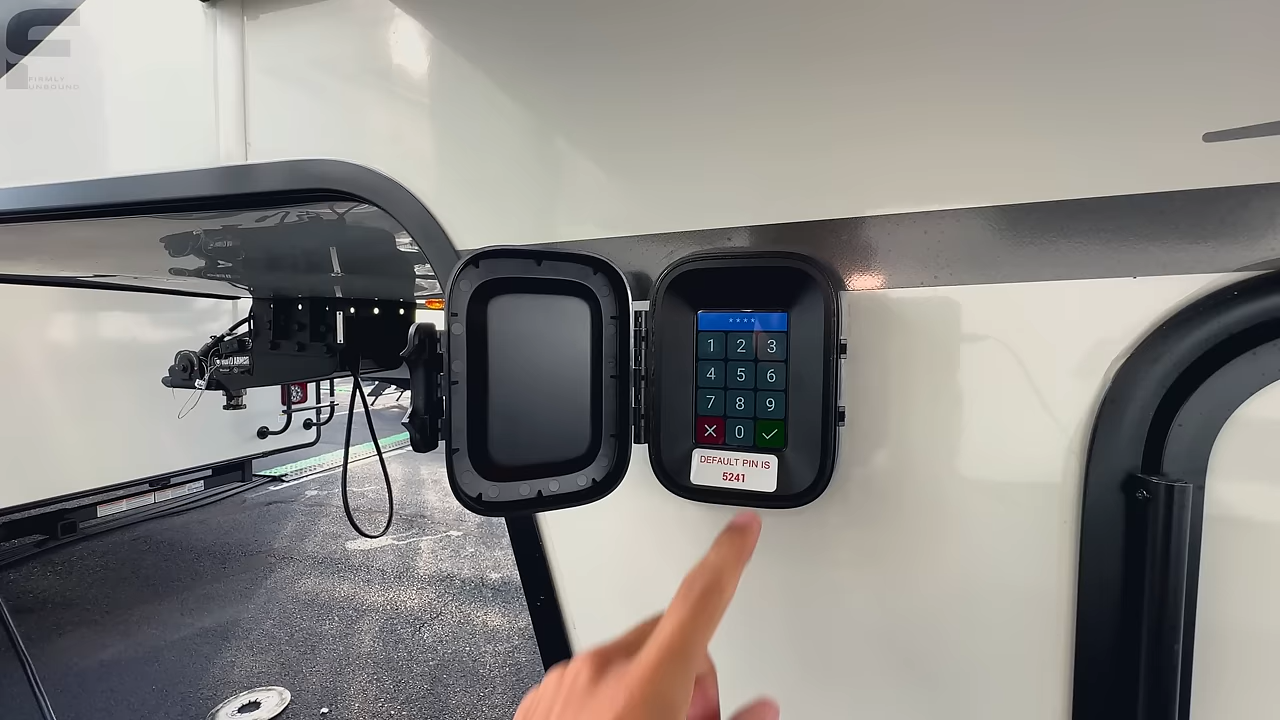 FIRMLY
UNBOUND
****
1 2 3
4 5 6
7 8 9
0
DEFAULT PIN IS
5241